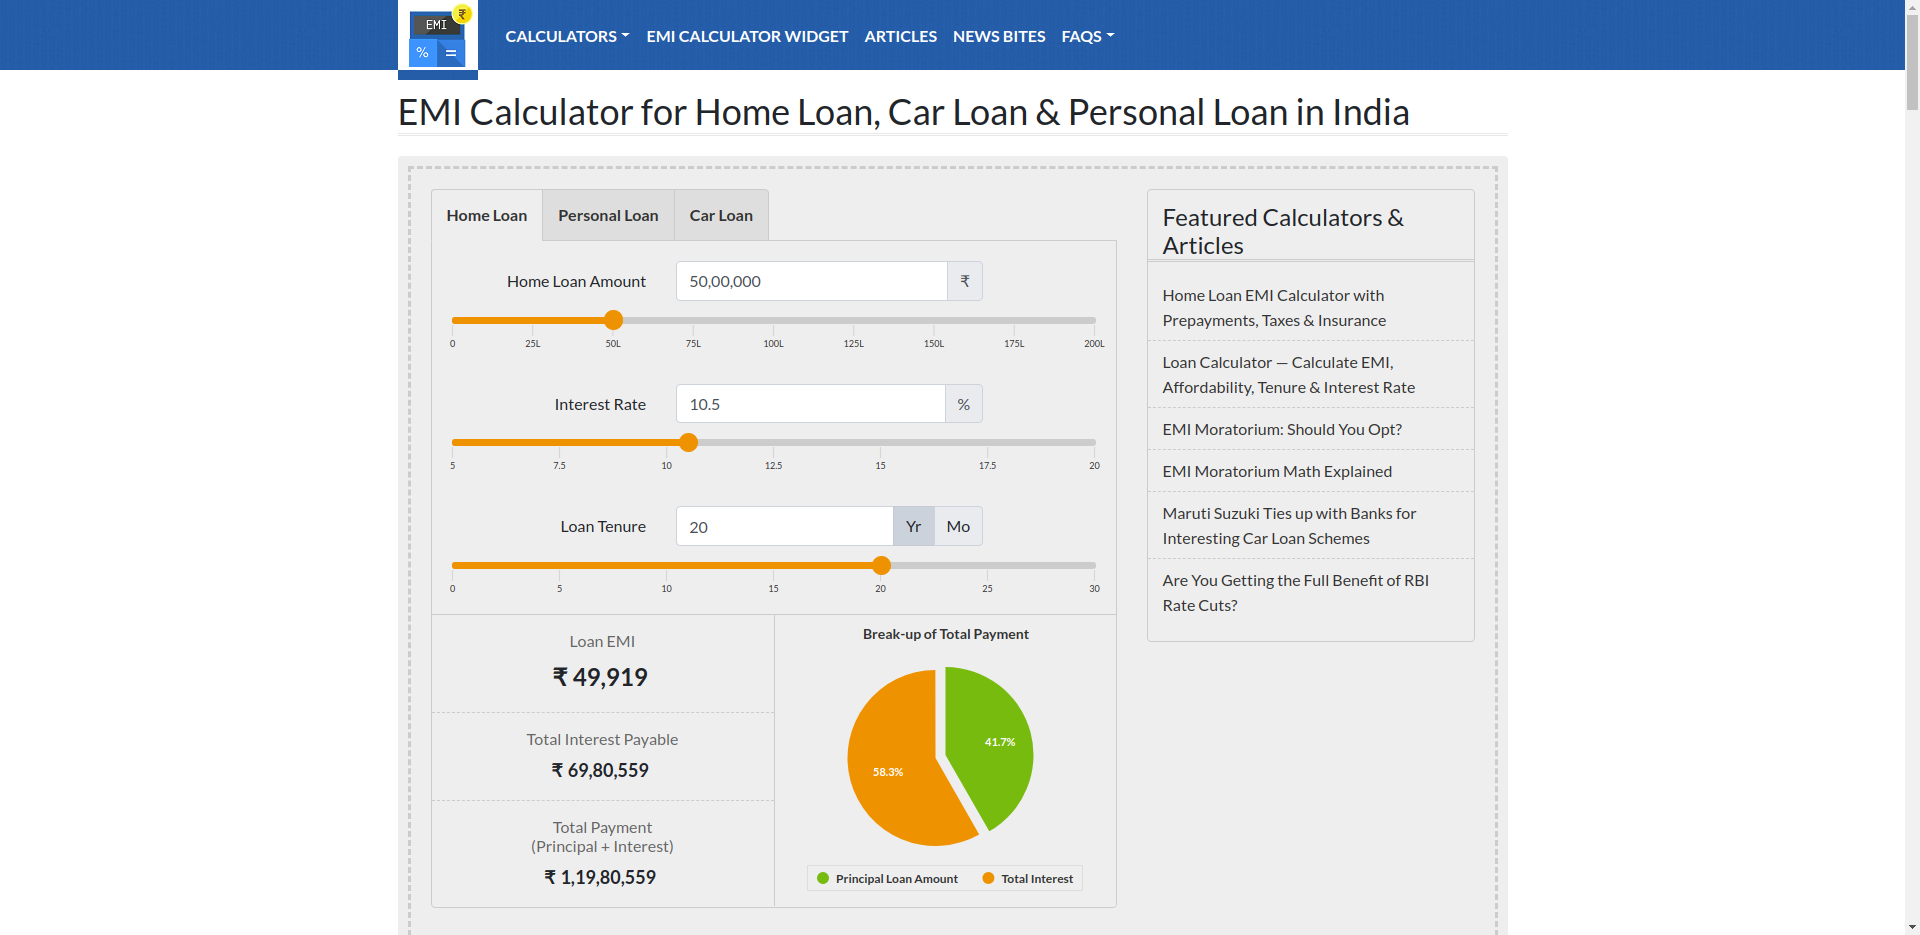 EMI ₹
% =
CALCULATORS EMI CALCULATOR WIDGET ARTICLES NEWS BITES FAQS
EMI Calculator for Home Loan, Car Loan & Personal Loan in India
Home Loan Personal Loan Car Loan
Home Loan Amount 50,00,000 ₹
0 25L 50L 75L 100L 125L 150L 175L 200L
Interest Rate 10.5 %
5 7.5 10 12.5 15 17.5 20
Loan Tenure 20 Yr Mo
0 5 10 15 20 25 30
Loan EMI
₹ 49,919
Total Interest Payable
₹ 69,80,559
Total Payment
(Principal + Interest)
₹ 1,19,80,559
Break-up of Total Payment
41.7%
58.3%
Principal Loan Amount Total Interest
Featured Calculators &
Articles
Home Loan EMI Calculator with
Prepayments, Taxes & Insurance
Loan Calculator — Calculate EMI,
Affordability, Tenure & Interest Rate
EMI Moratorium: Should You Opt?
EMI Moratorium Math Explained
Maruti Suzuki Ties up with Banks for
Interesting Car Loan Schemes
Are You Getting the Full Benefit of RBI
Rate Cuts?